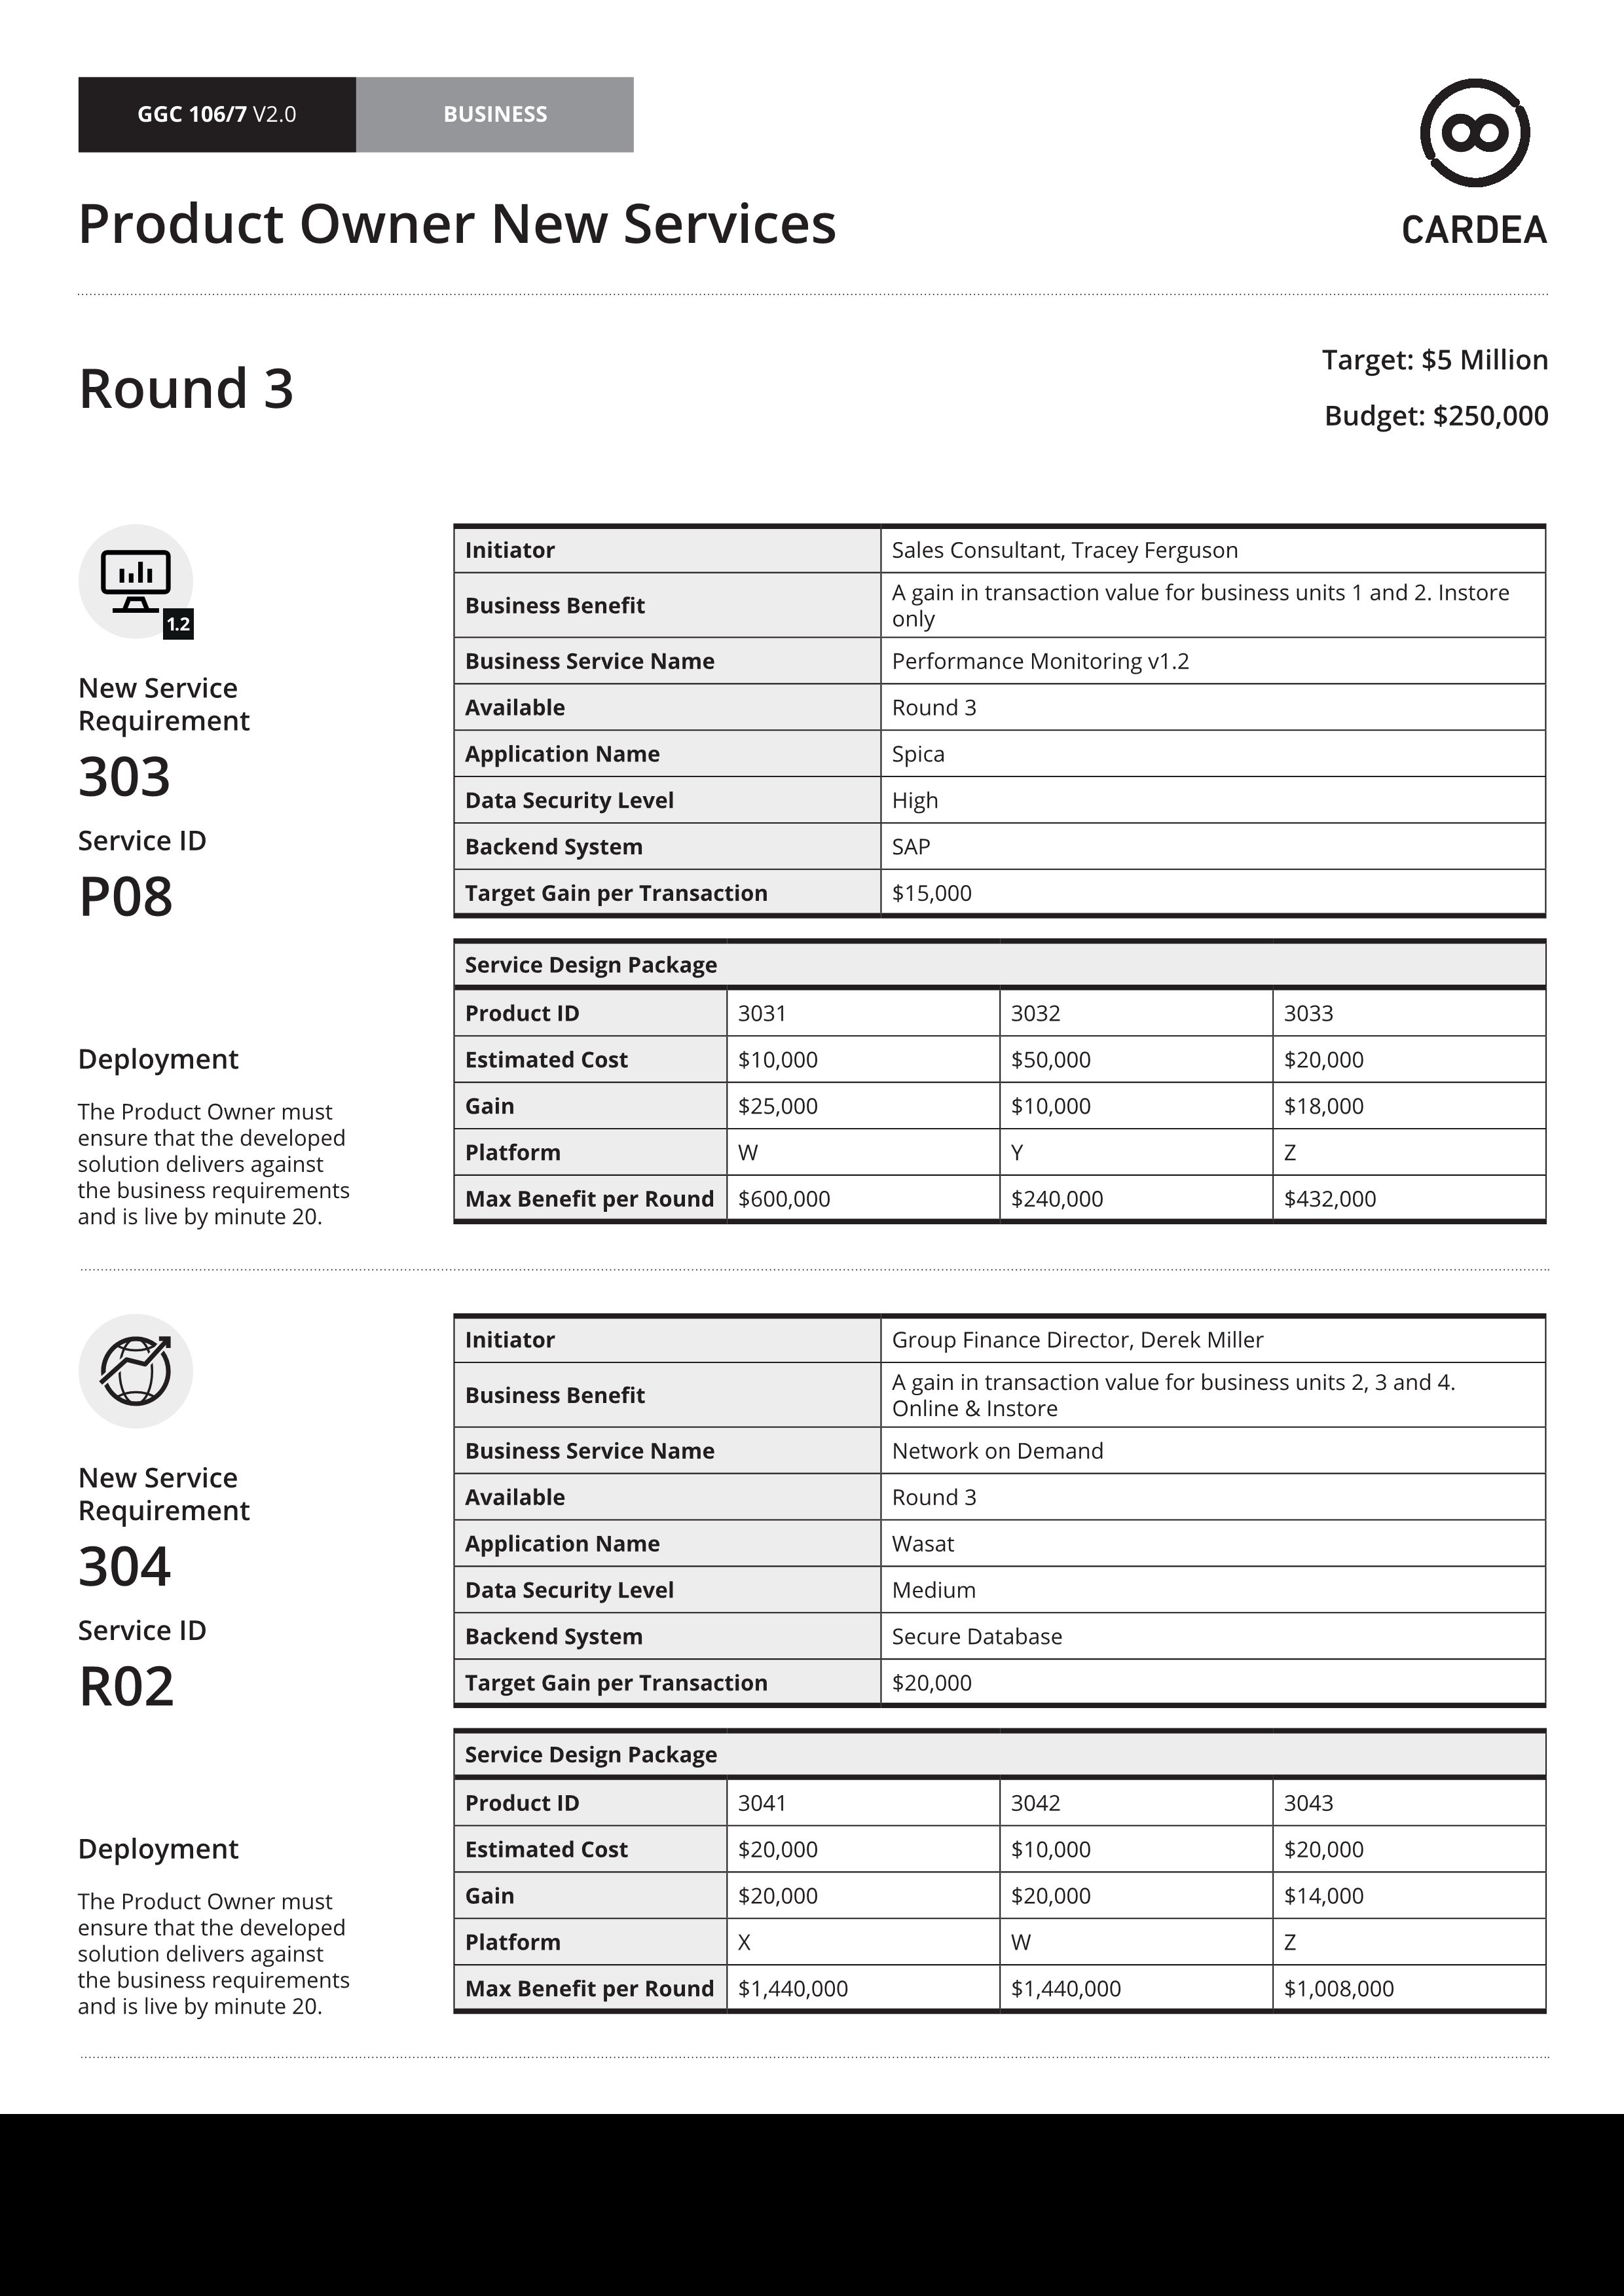 GGC 106/7 V2.0 BUSINESS
CARDEA
Product Owner New Services
Round 3
Target: $5 Million
Budget: $250,000
1.2
New Service
Requirement
303
Service ID
P08
Initiator Sales Consultant, Tracey Ferguson
Business Benefit A gain in transaction value for business units 1 and 2. Instore
only
Business Service Name Performance Monitoring v1.2
Available Round 3
Application Name Spica
Data Security Level High
Backend System SAP
Target Gain per Transaction $15,000
Deployment
The Product Owner must
ensure that the developed
solution delivers against
the business requirements
and is live by minute 20.
Service Design Package
Product ID 3031 3032 3033
Estimated Cost $10,000 $50,000 $20,000
Gain $25,000 $10,000 $18,000
Platform W Y Z
Max Benefit per Round $600,000 $240,000 $432,000
New Service
Requirement
304
Service ID
R02
Initiator Group Finance Director, Derek Miller
Business Benefit A gain in transaction value for business units 2, 3 and 4.
Online & Instore
Business Service Name Network on Demand
Available Round 3
Application Name Wasat
Data Security Level Medium
Backend System Secure Database
Target Gain per Transaction $20,000
Deployment
The Product Owner must
ensure that the developed
solution delivers against
the business requirements
and is live by minute 20.
Service Design Package
Product ID 3041 3042 3043
Estimated Cost $20,000 $10,000 $20,000
Gain $20,000 $20,000 $14,000
Platform X W Z
Max Benefit per Round $1,440,000 $1,440,000 $1,008,000